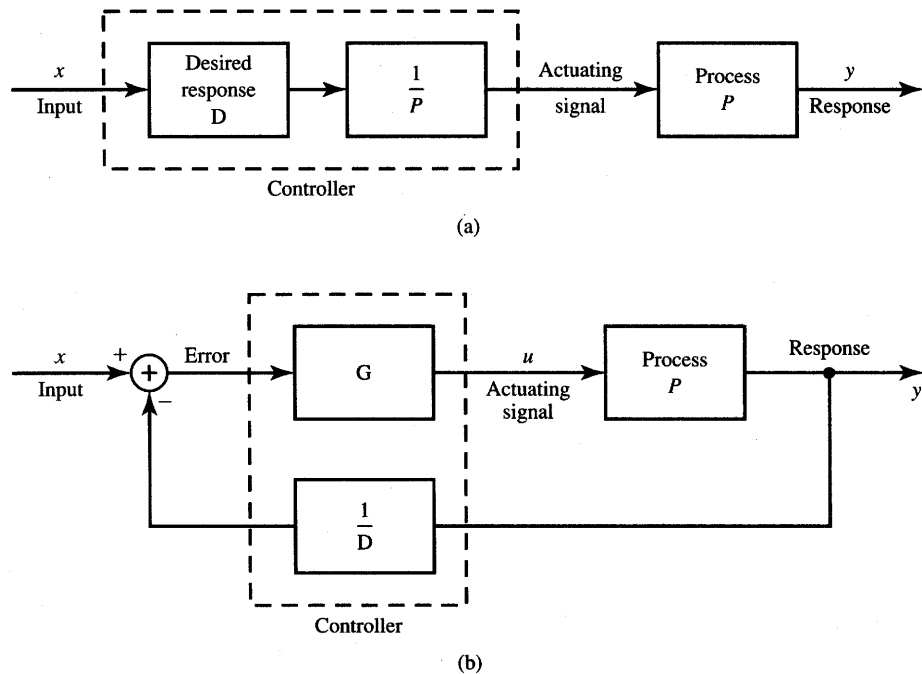 x
Input
Desired
response
D
1
P
Actuating
signal
Process
P
y
Response
Controller
(a)
x
Input
+
+
−
Error
G
u
Actuating
signal
Process
P
Response
y
1
D
Controller
(b)